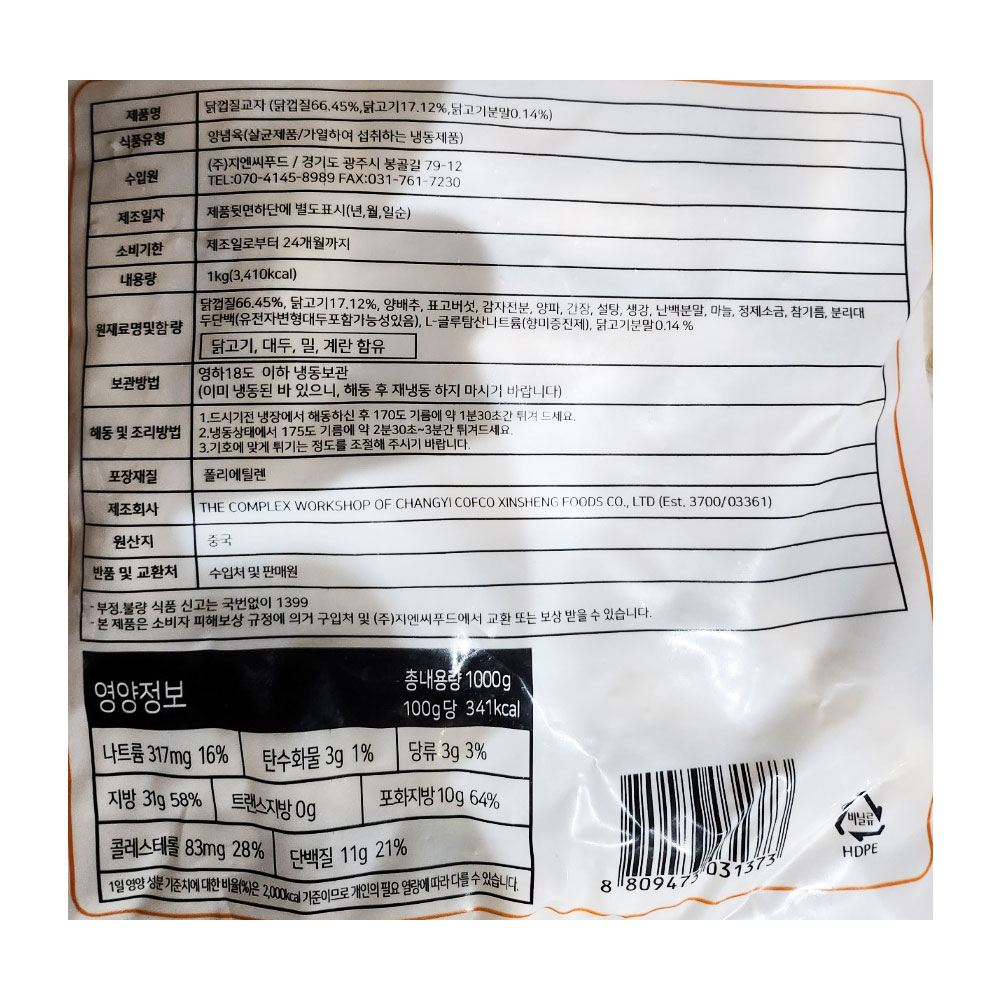 제품명 닭껍질교자 (닭껍질66.45%,닭고기17.12%,닭고기분말0.14%)
식품유형 양념육(살균제품/가열하여 섭취하는 냉동제품)
수입원 (주)지엔씨푸드 / 경기도 광주시 봉골길 79-12
TEL:070-4145-8989 FAX:031-761-7230
제조일자 제품뒷면하단에 별도표시(년,월,일순)
소비기한 제조일로부터 24개월까지
내용량 1kg(3,410kcal)
원재료명및함량 닭껍질66.45%, 닭고기17.12%, 양배추, 표고버섯, 감자전분, 양파, 간장, 설탕, 생강, 난백분말, 마늘, 정제소금, 참기름, 분리대
두단백(유전자변형대두포함가능성있음), L-글루탐산나트륨(향미증진제), 닭고기분말0.14 %
닭고기, 대두, 밀, 계란 함유
보관방법 영하18도 이하 냉동보관
(이미 냉동된 바 있으니, 해동 후 재냉동 하지 마시기 바랍니다)
해동 및 조리방법 1.드시기전 냉장에서 해동하신 후 170도 기름에 약 1분30초간 튀겨 드세요.
2.냉동상태에서 175도 기름에 약 2분30초~3분간 튀겨드세요.
3.기호에 맞게 튀기는 정도를 조절해 주시기 바랍니다.
포장재질 폴리에틸렌
제조회사 THE COMPLEX WORKSHOP OF CHANGYI COFCO XINSHENG FOODS CO., LTD (Est. 3700/03361)
원산지 중국
반품 및 교환처 수입처 및 판매원
-부정.불량 식품 신고는 국번없이 1399
-본 제품은 소비자 피해보상 규정에 의거 구입처 및 (주)지엔씨푸드에서 교환 또는 보상 받을 수 있습니다.
영양정보 총내용량 1000g
100g당 341kcal
나트륨 317mg 16% 탄수화물 3g 1% 당류 3g 3%
지방 31g 58% 트랜스지방 0g 포화지방 10g 64%
콜레스테롤 83mg 28% 단백질 11g 21%
1일 영양 성분 기준치에 대한 비율(%)은 2,000kcal 기준이므로 개인의 필요 열량에 따라 다를 수 있습니다.
8 809473 031373
비닐류
HDPE